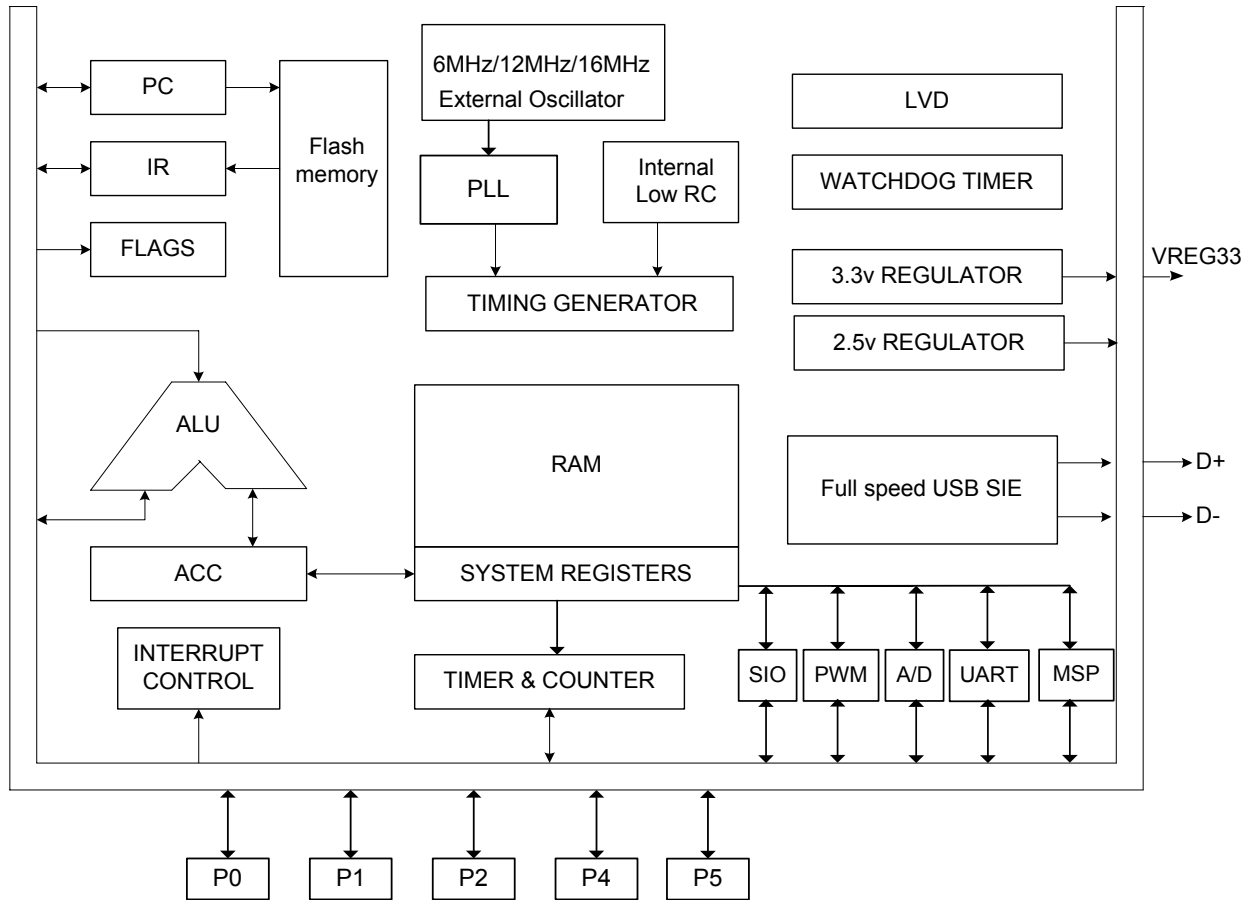 PC
IR
FLAGS
Flash
memory
6MHz/12MHz/16MHz
External Oscillator
PLL
Internal
Low RC
TIMING GENERATOR
LVD
WATCHDOG TIMER
3.3v REGULATOR
2.5v REGULATOR
VREG33
ALU
ACC
RAM
SYSTEM REGISTERS
Full speed USB SIE
D+
D-
INTERRUPT
CONTROL
TIMER & COUNTER
SIO
PWM
A/D
UART
MSP
P0
P1
P2
P4
P5